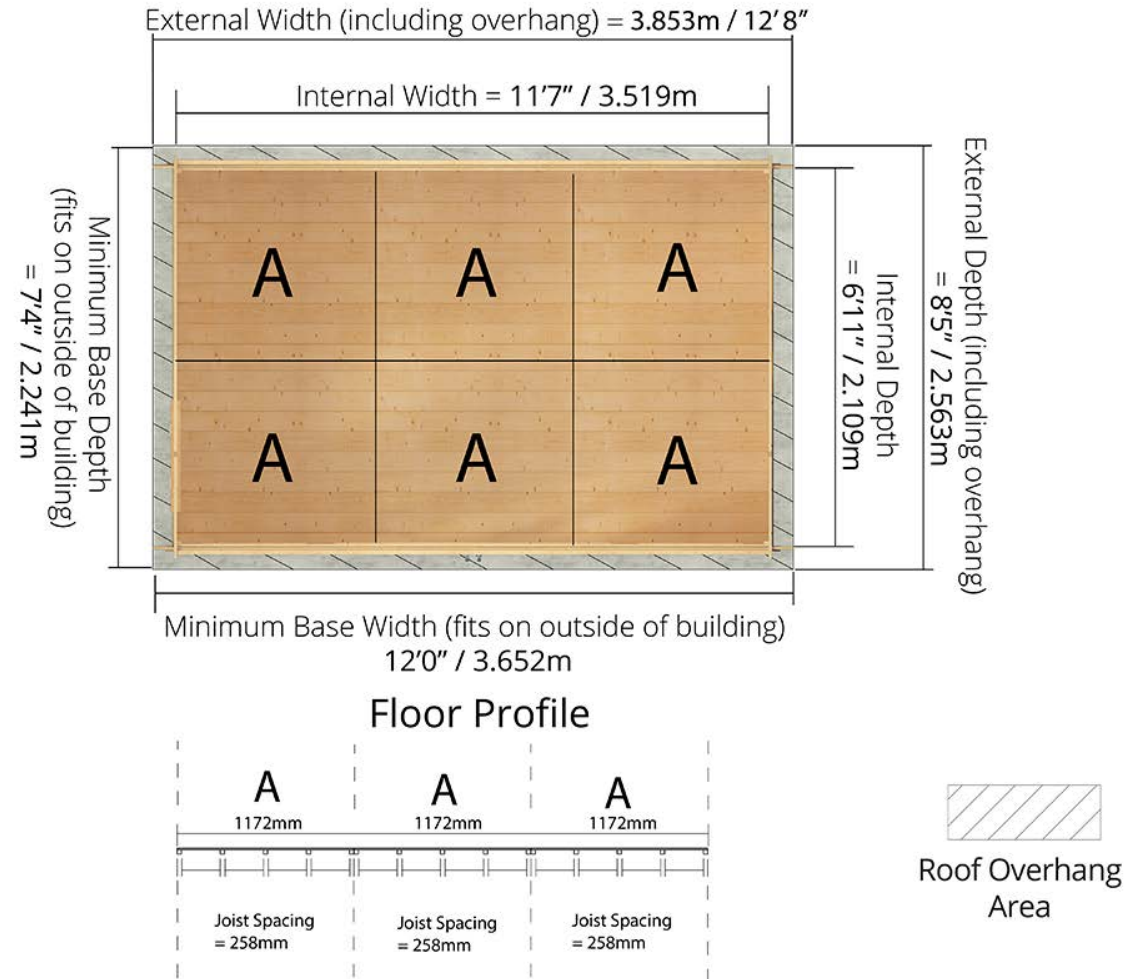 External Width (including overhang) = 3.853m / 12’8”
Internal Width = 11’7” / 3.519m
Minimum Base Depth
(fits on outside of building)
= 7’4” / 2.241m
A
A
A
A
A
A
Internal Depth
= 6’11” / 2.109m
External Depth (including overhang)
= 8’5” / 2.563m
Minimum Base Width (fits on outside of building)
12’0” / 3.652m
Floor Profile
A
1172mm
A
1172mm
A
1172mm
Joist Spacing
= 258mm
Joist Spacing
= 258mm
Joist Spacing
= 258mm
Roof Overhang
Area